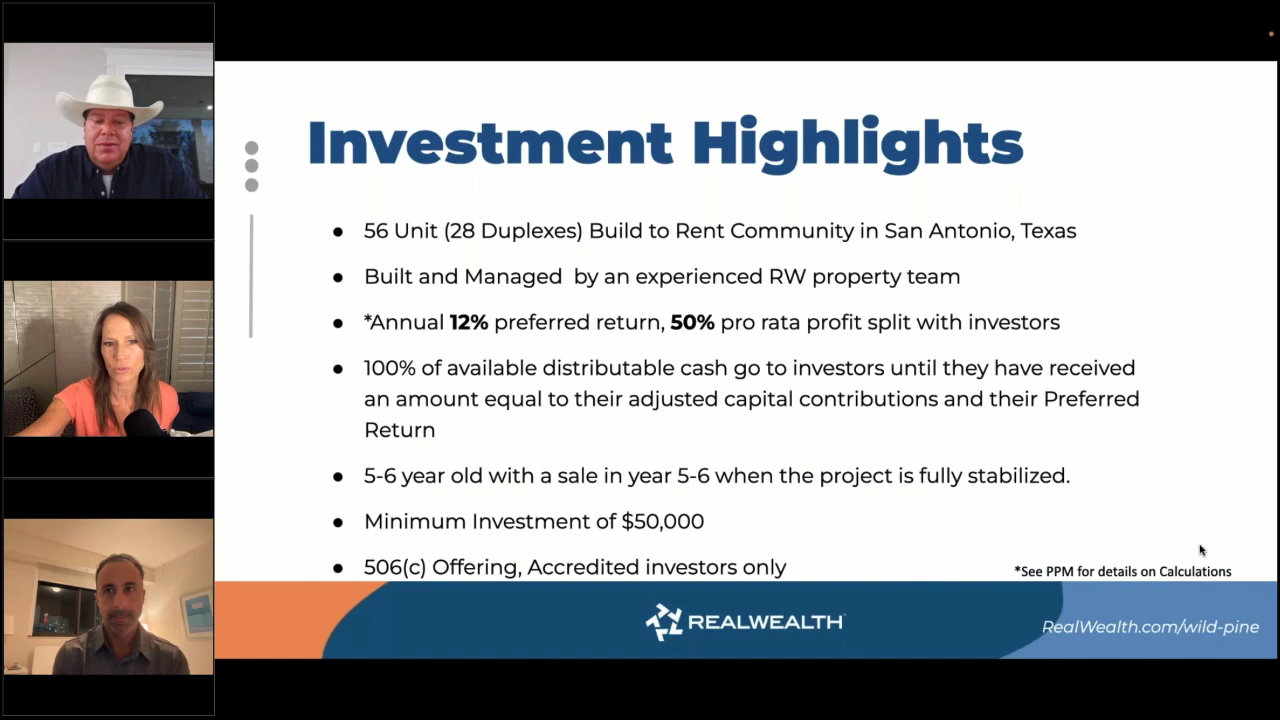 Investment Highlights
● 56 Unit (28 Duplexes) Build to Rent Community in San Antonio, Texas
● Built and Managed by an experienced RW property team
● *Annual 12% preferred return, 50% pro rata profit split with investors
● 100% of available distributable cash go to investors until they have received
an amount equal to their adjusted capital contributions and their Preferred
Return
● 5-6 year old with a sale in year 5-6 when the project is fully stabilized.
● Minimum Investment of $50,000
● 506(c) Offering, Accredited investors only
*See PPM for details on Calculations
REALWEALTH
RealWealth.com/wild-pine